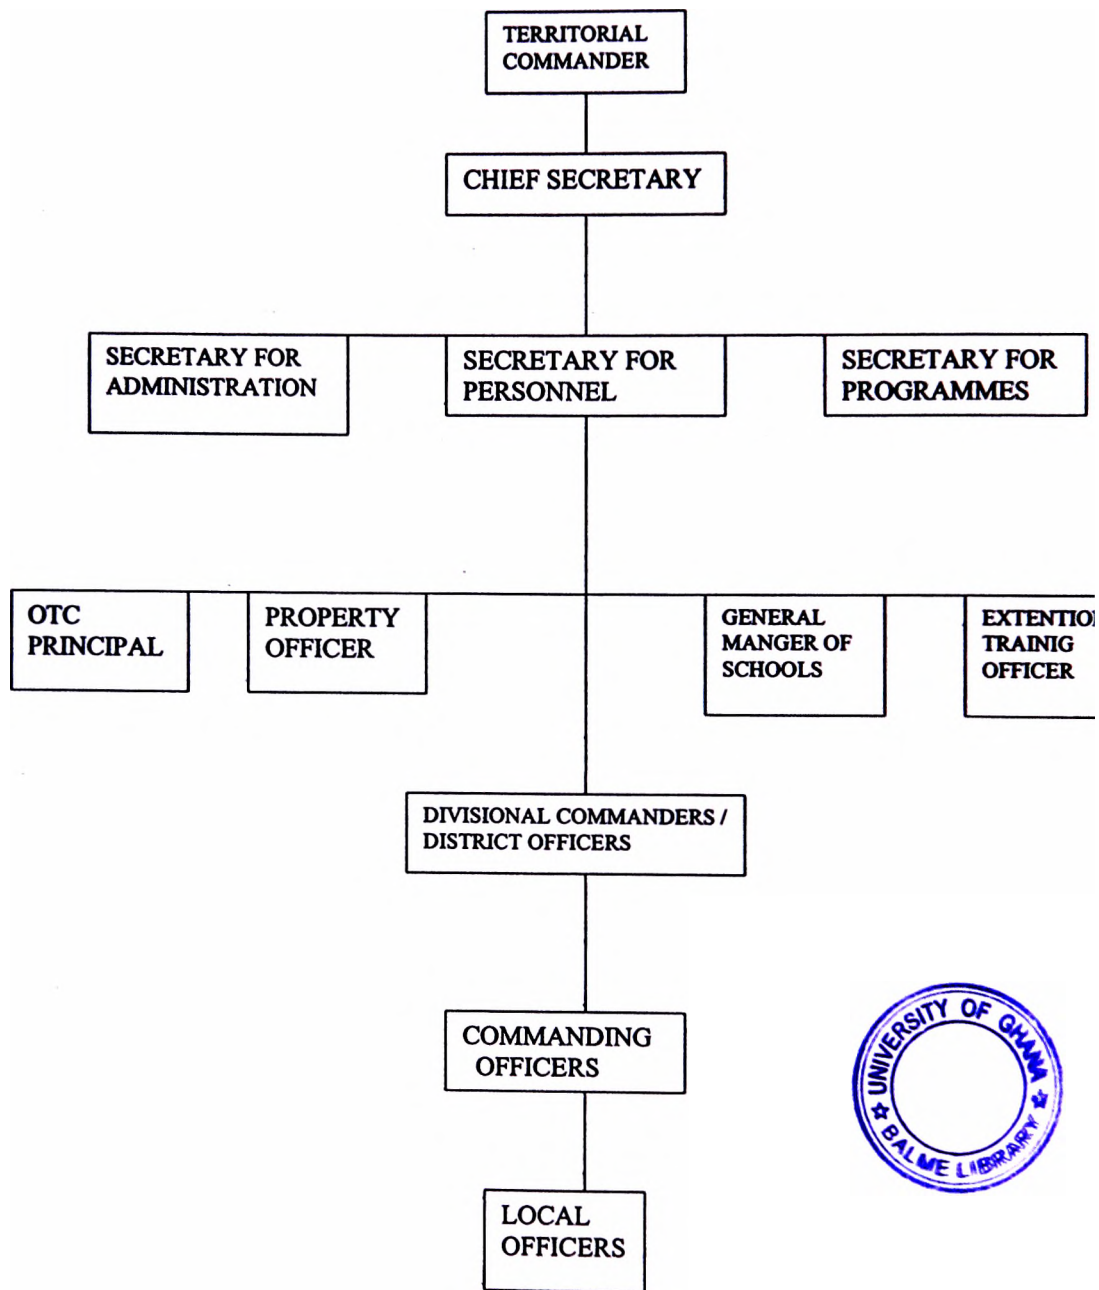 TERRITORIAL
COMMANDER
CHIEF SECRETARY
SECRETARY FOR
ADMINISTRATION
SECRETARY FOR
PERSONNEL
SECRETARY FOR
PROGRAMMES
OTC
PRINCIPAL
PROPERTY
OFFICER
GENERAL
MANGER OF
SCHOOLS
EXTENTION
TRAINIG
OFFICER
DIVISIONAL COMMANDERS /
DISTRICT OFFICERS
COMMANDING
OFFICERS
LOCAL
OFFICERS
UNIVERSITY OF GHANA
BALME LIBRARY